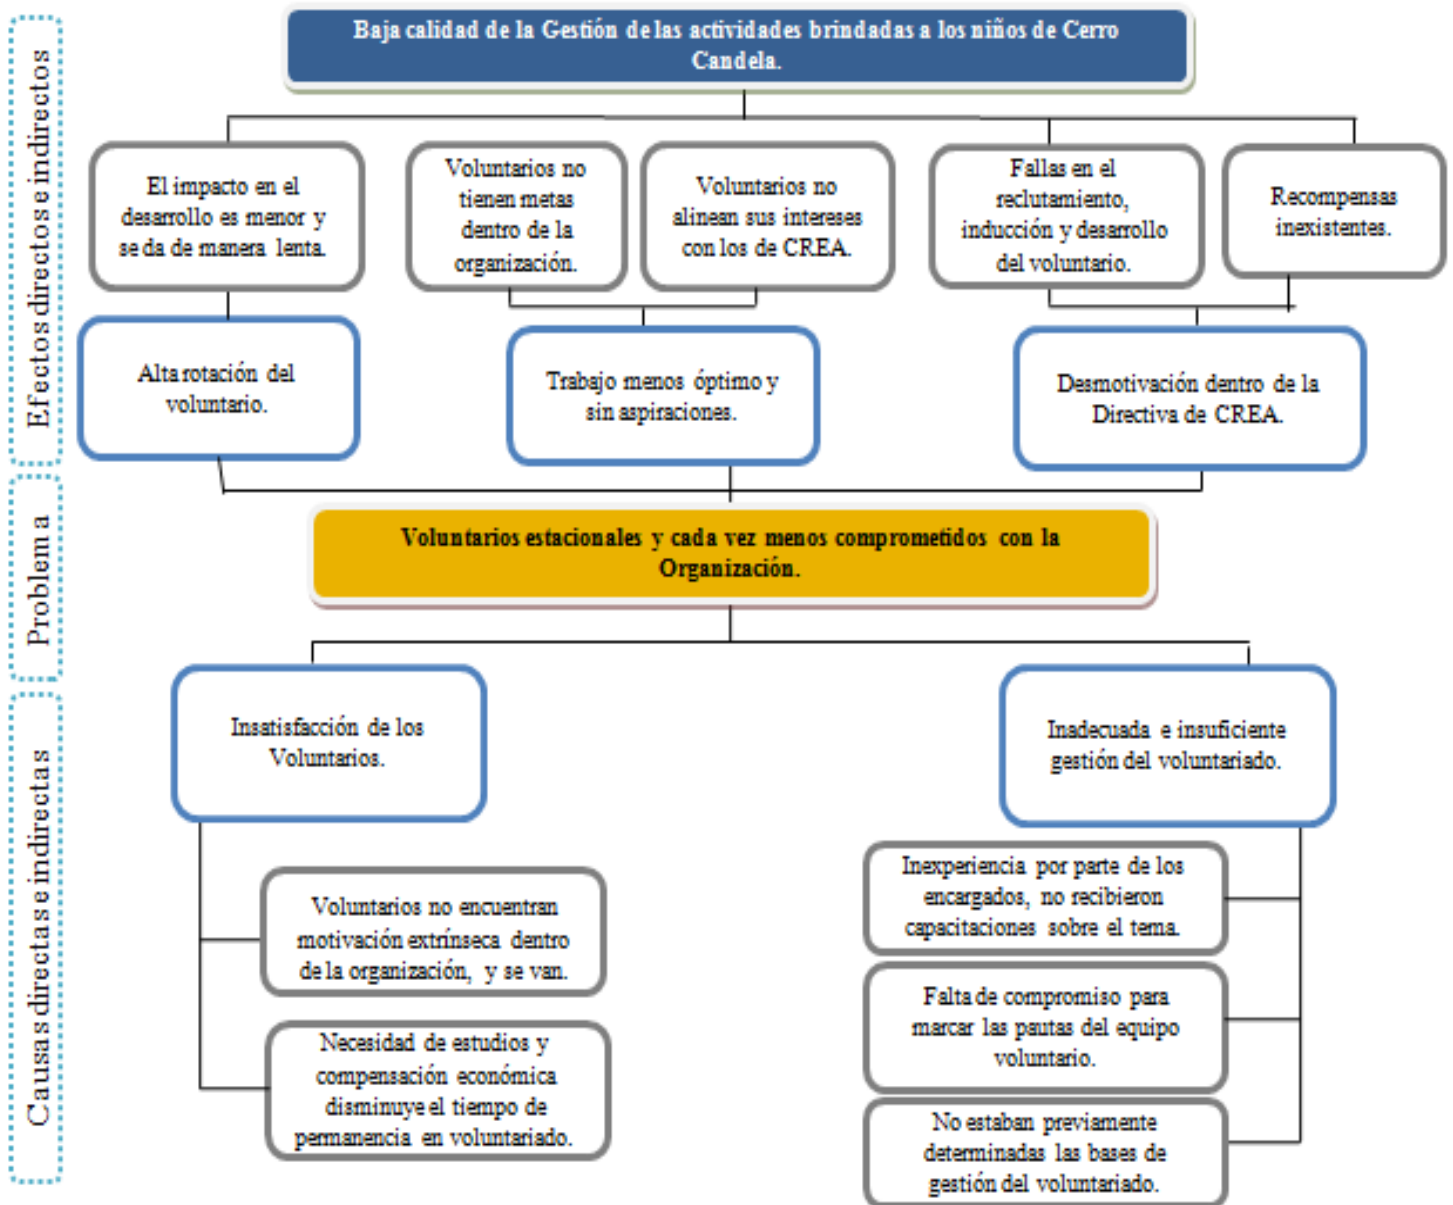 Efectos directos e indirectos
Baja calidad de la Gestión de las actividades brindadas a los niños de Cerro
Candela.
El impacto en el
desarrollo es menor y
se da de manera lenta.
Voluntarios no
tienen metas
dentro de la
organización.
Voluntarios no
alinean sus intereses
con los de CREA.
Fallas en el
reclutamiento,
inducción y desarrollo
del voluntario.
Recompensas
inexistentes.
Alta rotación del
voluntario.
Trabajo menos óptimo y
sin aspiraciones.
Desmotivación dentro de la
Directiva de CREA.
Problema
Voluntarios estacionales y cada vez menos comprometidos con la
Organización.
Causas directas e indirectas
Insatisfacción de los
Voluntarios.
Voluntarios no encuentran
motivación extrínseca dentro
de la organización, y se van.
Necesidad de estudios y
compensación económica
disminuye el tiempo de
permanencia en voluntariado.
Inadecuada e insuficiente
gestión del voluntariado.
Inexperiencia por parte de los
encargados, no recibieron
capacitaciones sobre el tema.
Falta de compromiso para
marcar las pautas del equipo
voluntario.
No estaban previamente
determinadas las bases de
gestión del voluntariado.